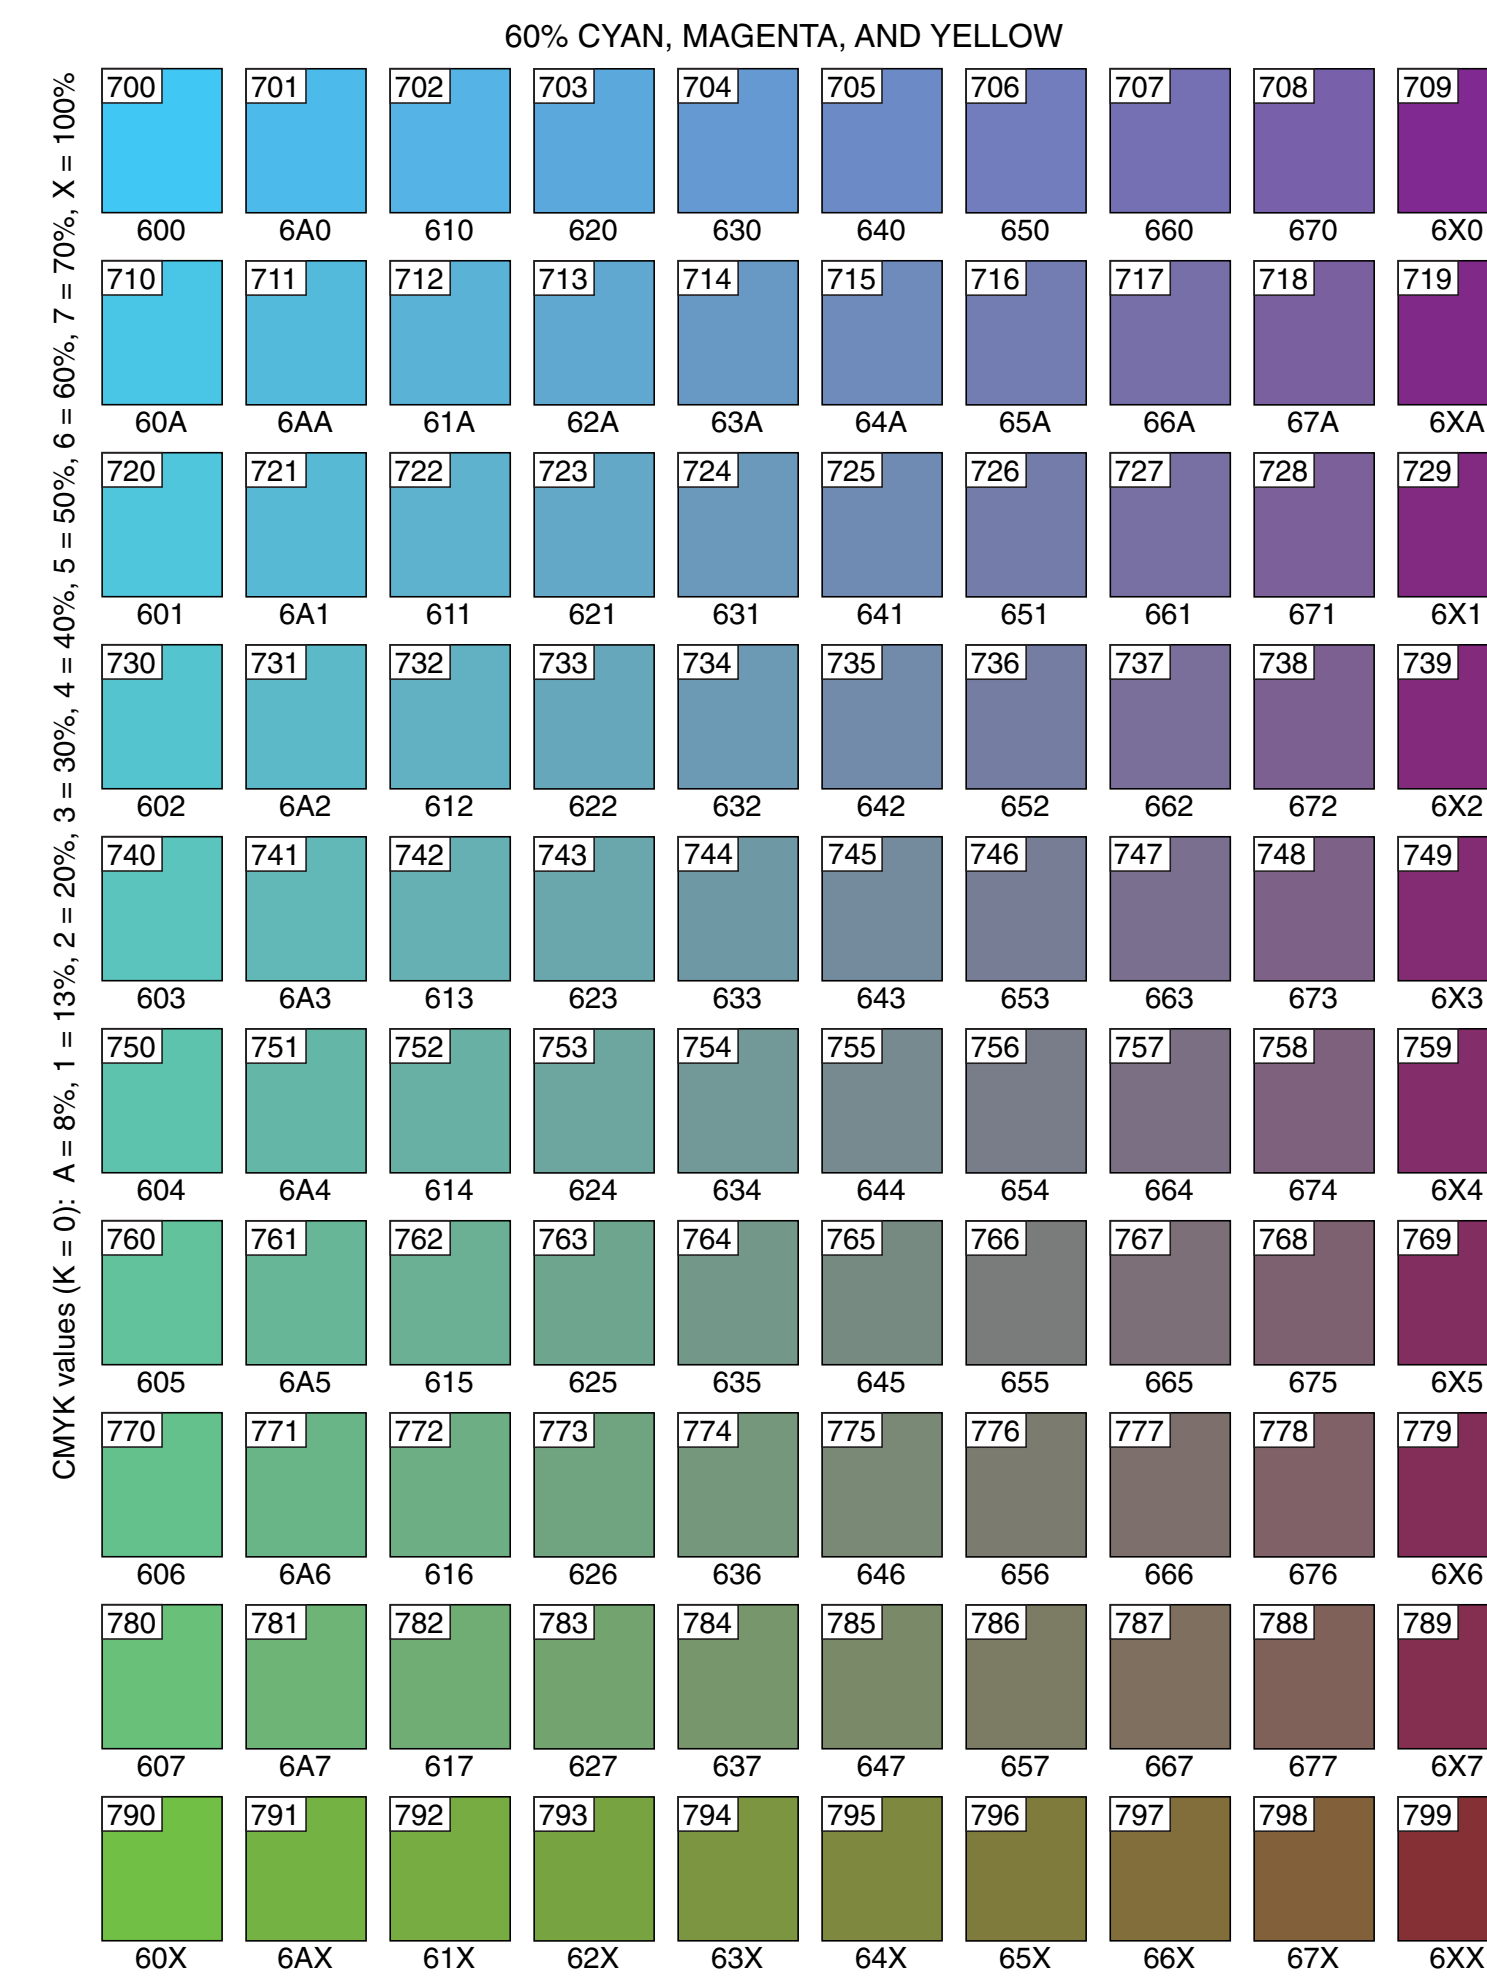 60% CYAN, MAGENTA, AND YELLOW
CMYK values (K = 0):  A = 8%, 1 = 13%, 2 = 20%, 3 = 30%, 4 = 40%, 5 = 50%, 6 = 60%, 7 = 70%, X = 100%
700 701 702 703 704 705 706 707 708 709
600 6A0 610 620 630 640 650 660 670 6X0
710 711 712 713 714 715 716 717 718 719
60A 6AA 61A 62A 63A 64A 65A 66A 67A 6XA
720 721 722 723 724 725 726 727 728 729
601 6A1 611 621 631 641 651 661 671 6X1
730 731 732 733 734 735 736 737 738 739
602 6A2 612 622 632 642 652 662 672 6X2
740 741 742 743 744 745 746 747 748 749
603 6A3 613 623 633 643 653 663 673 6X3
750 751 752 753 754 755 756 757 758 759
604 6A4 614 624 634 644 654 664 674 6X4
760 761 762 763 764 765 766 767 768 769
605 6A5 615 625 635 645 655 665 675 6X5
770 771 772 773 774 775 776 777 778 779
606 6A6 616 626 636 646 656 666 676 6X6
780 781 782 783 784 785 786 787 788 789
607 6A7 617 627 637 647 657 667 677 6X7
790 791 792 793 794 795 796 797 798 799
60X 6AX 61X 62X 63X 64X 65X 66X 67X 6XX